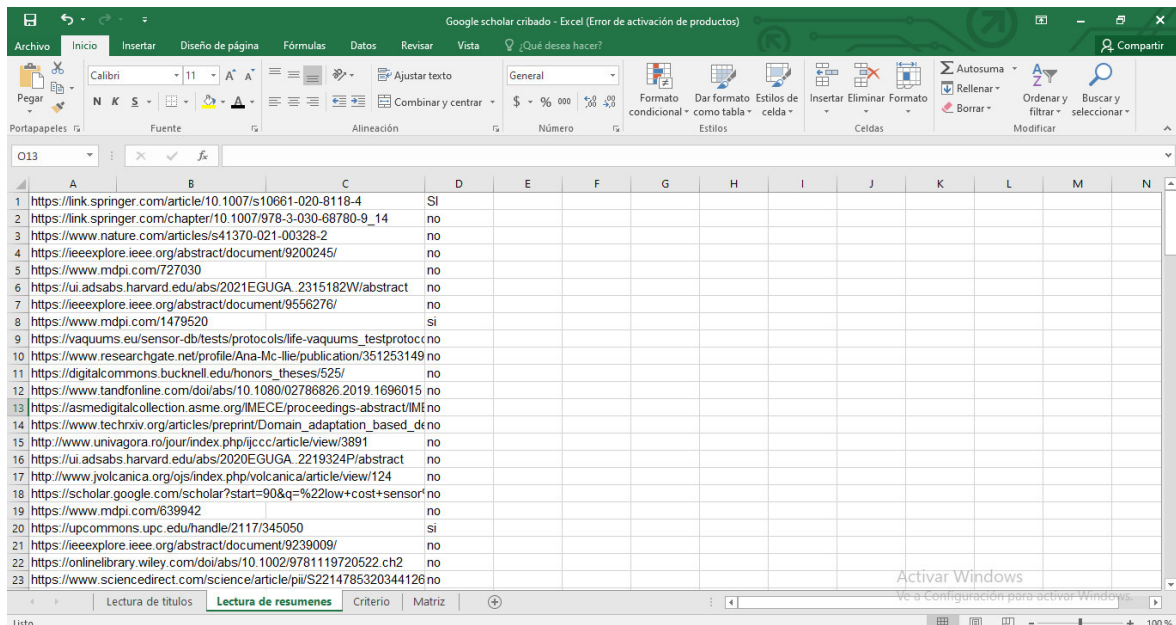 Google scholar cribado - Excel (Error de activación de productos)
Archivo Inicio Insertar Diseño de página Fórmulas Datos Revisar Vista ¿Qué desea hacer? Compartir
Pegar
Calibri 11 A A
N K S A
Ajustar texto
Combinar y centrar
General
$ % 000
Formato condicional
Dar formato como tabla
Estilos de celda
Insertar Eliminar Formato
Autosuma
Rellenar
Borrar
Ordenar y filtrar
Buscar y seleccionar
Portapapeles Fuente Alineación Número Estilos Celdas Modificar
O13 fx
A B C D E F G H I J K L M N
1 https://link.springer.com/article/10.1007/s10661-020-8118-4 SI
2 https://link.springer.com/chapter/10.1007/978-3-030-68780-9_14 no
3 https://www.nature.com/articles/s41370-021-00328-2 no
4 https://ieeexplore.ieee.org/abstract/document/9200245/ no
5 https://www.mdpi.com/727030 no
6 https://ui.adsabs.harvard.edu/abs/2021EGUGA..2315182W/abstract no
7 https://ieeexplore.ieee.org/abstract/document/9556276/ no
8 https://www.mdpi.com/1479520 si
9 https://vaquums.eu/sensor-db/tests/protocols/life-vaquums_testprotoc no
10 https://www.researchgate.net/profile/Ana-Mc-Ilie/publication/351253149 no
11 https://digitalcommons.bucknell.edu/honors_theses/525/ no
12 https://www.tandfonline.com/doi/abs/10.1080/02786826.2019.1696015 no
13 https://asmedigitalcollection.asme.org/IMECE/proceedings-abstract/IME no
14 https://www.techrxiv.org/articles/preprint/Domain_adaptation_based_de no
15 http://www.univagora.ro/jour/index.php/ijccc/article/view/3891 no
16 https://ui.adsabs.harvard.edu/abs/2020EGUGA..2219324P/abstract no
17 http://www.jvolcanica.org/ojs/index.php/volcanica/article/view/124 no
18 https://scholar.google.com/scholar?start=90&q=%22low+cost+sensor no
19 https://www.mdpi.com/639942 no
20 https://upcommons.upc.edu/handle/2117/345050 si
21 https://ieeexplore.ieee.org/abstract/document/9239009/ no
22 https://onlinelibrary.wiley.com/doi/abs/10.1002/9781119720522.ch2 no
23 https://www.sciencedirect.com/science/article/pii/S2214785320344126 no
Activar Windows
Ve a Configuración para activar Windows.
Lectura de titulos Lectura de resumenes Criterio Matriz
Listo 100 %